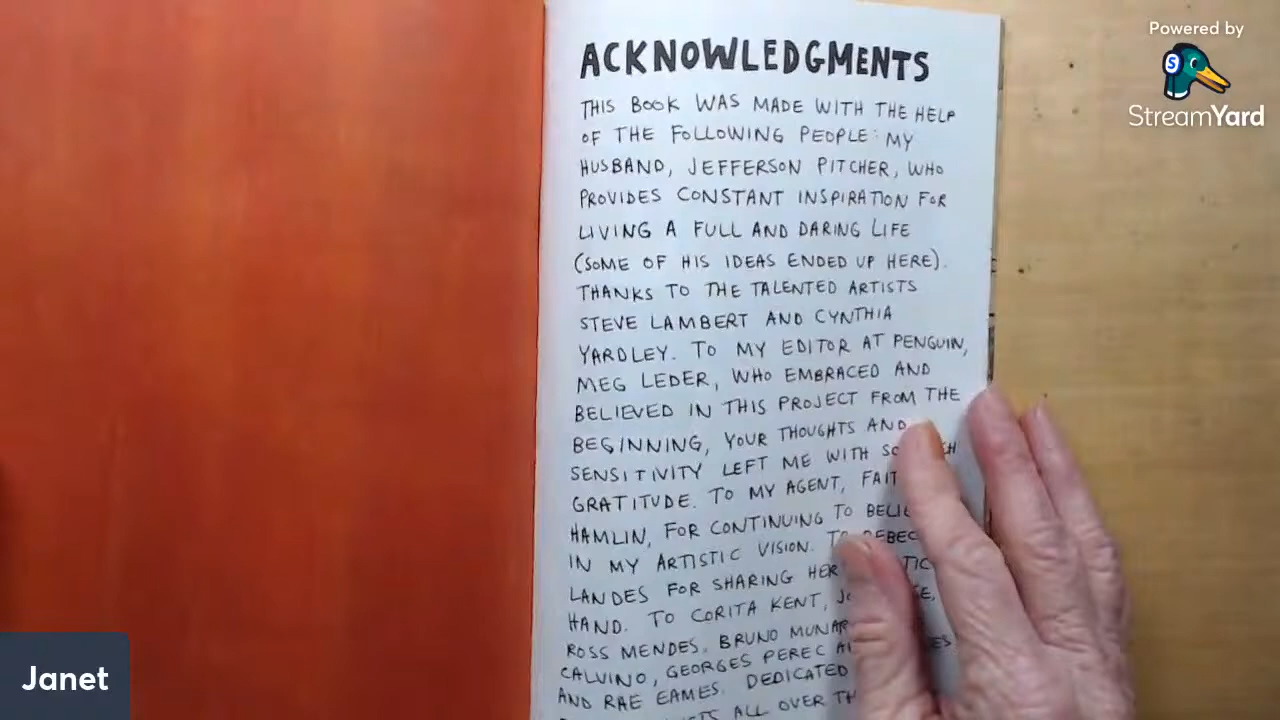 ACKNOWLEDGMENTS
THIS BOOK WAS MADE WITH THE HELP
OF THE FOLLOWING PEOPLE: MY
HUSBAND, JEFFERSON PITCHER, WHO
PROVIDES CONSTANT INSPIRATION FOR
LIVING A FULL AND DARING LIFE
(SOME OF HIS IDEAS ENDED UP HERE).
THANKS TO THE TALENTED ARTISTS
STEVE LAMBERT AND CYNTHIA
YARDLEY. TO MY EDITOR AT PENGUIN,
MEG LEDER, WHO EMBRACED AND
BELIEVED IN THIS PROJECT FROM THE
BEGINNING, YOUR THOUGHTS AND
SENSITIVITY LEFT ME WITH
GRATITUDE. TO MY AGENT,
HAMLIN, FOR CONTINUING TO
IN MY ARTISTIC VISION. TO
LANDES FOR SHARING HER
HAND. TO CORITA KENT,
ROSS MENDES, BRUNO
CALVINO, GEORGES PEREC
AND RAE EAMES. DEDICATED
ALL OVER
Powered by
StreamYard
Janet